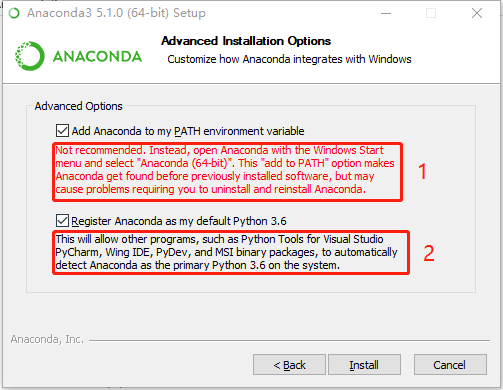 Anaconda3 5.1.0 (64-bit) Setup
ANACONDA
Advanced Installation Options
Customize how Anaconda integrates with Windows
Advanced Options
Add Anaconda to my PATH environment variable
Not recommended. Instead, open Anaconda with the Windows Start
menu and select "Anaconda (64-bit)". This "add to PATH" option makes
Anaconda get found before previously installed software, but may
cause problems requiring you to uninstall and reinstall Anaconda.
1
Register Anaconda as my default Python 3.6
This will allow other programs, such as Python Tools for Visual Studio
PyCharm, Wing IDE, PyDev, and MSI binary packages, to automatically
detect Anaconda as the primary Python 3.6 on the system.
2
Anaconda, Inc.
< Back
Install
Cancel